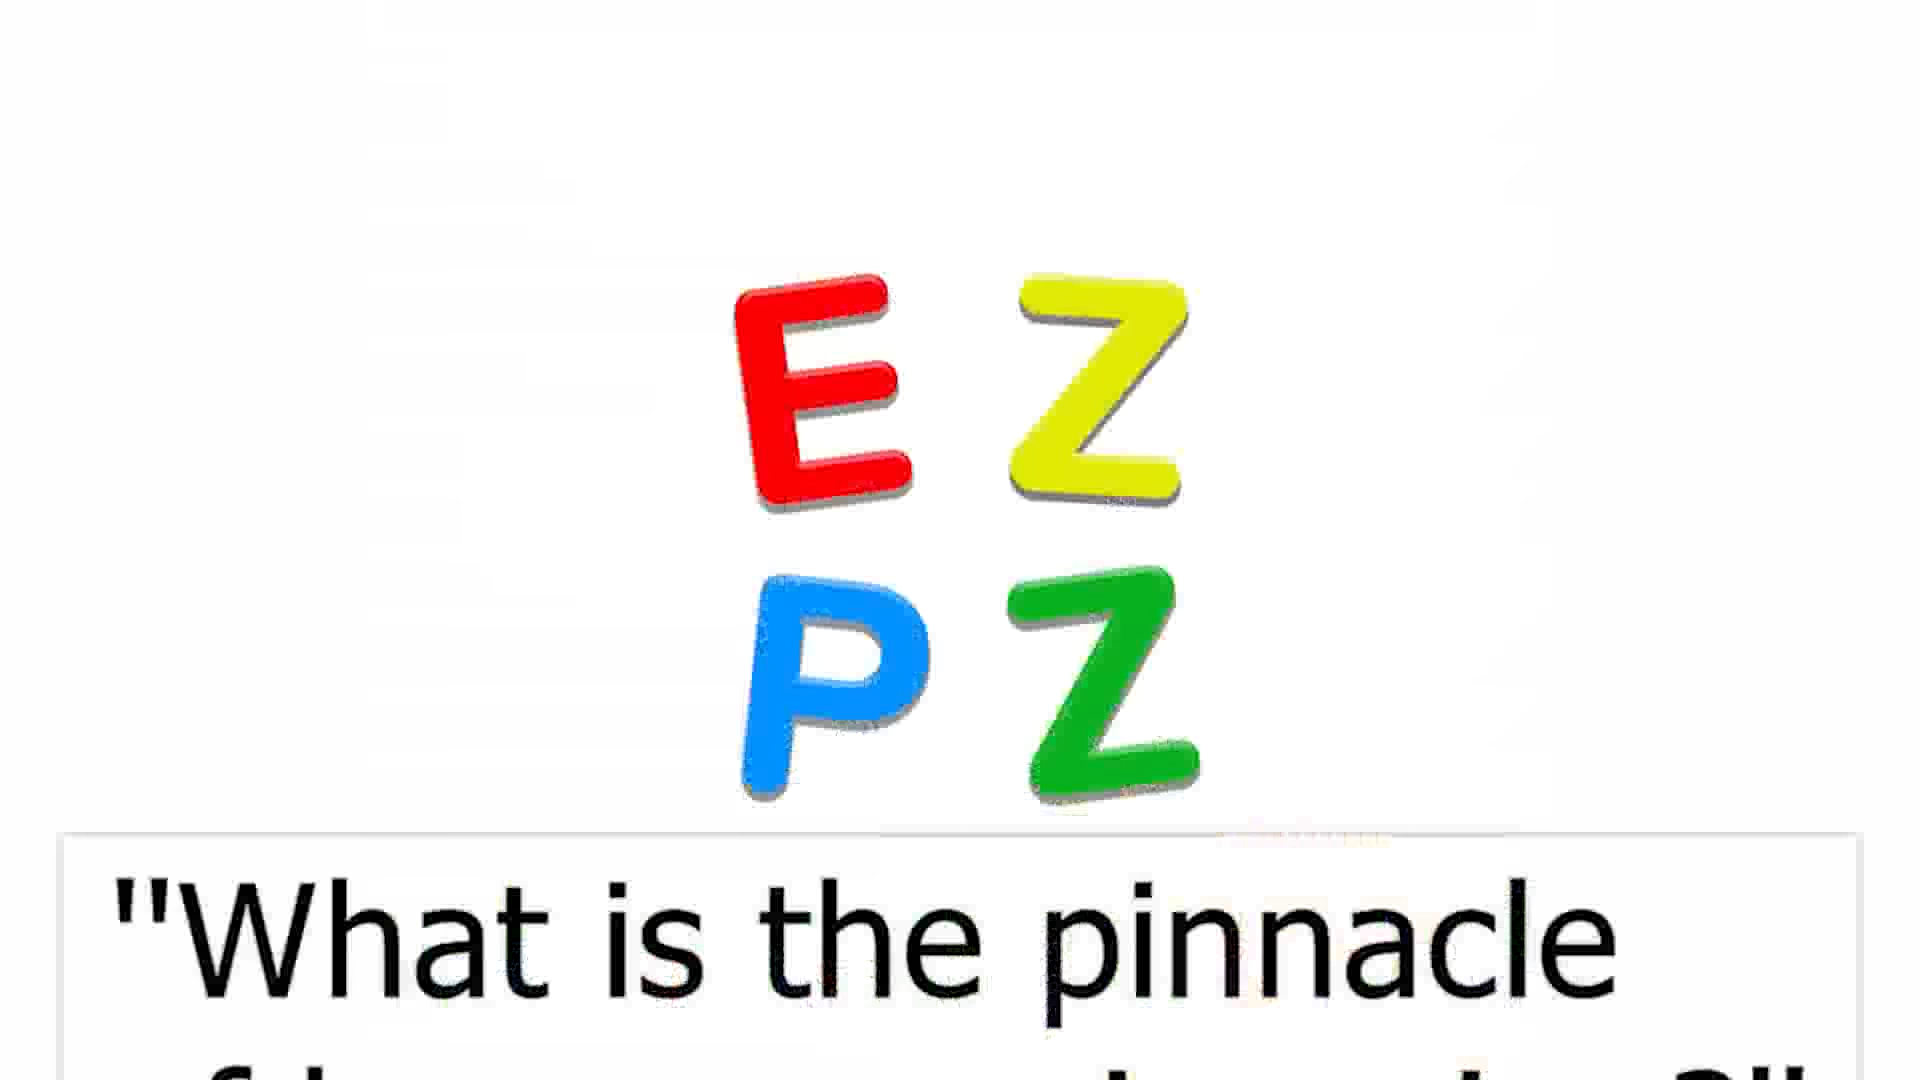 E Z
P Z
"What is the pinnacle